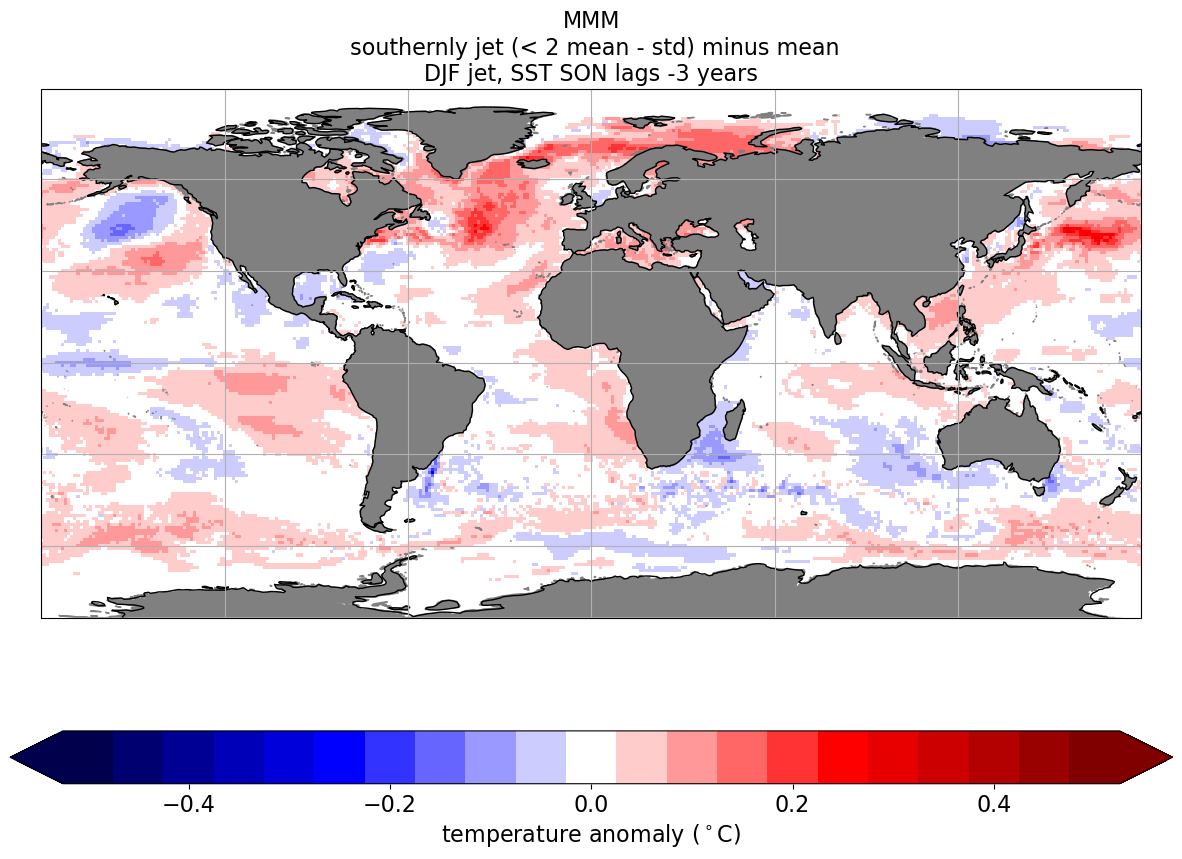 MMM
southernly jet (< 2 mean - std) minus mean
DJF jet, SST SON lags -3 years
−0.4 −0.2 0.0 0.2 0.4
temperature anomaly (°C)